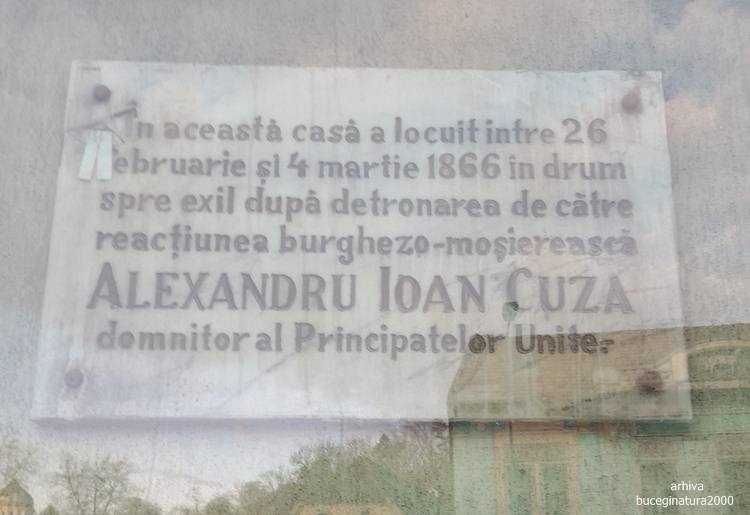 În această casă a locuit intre 26
februarie și 4 martie 1866 în drum
spre exil după detronarea de către
reacțiunea burghezo-moșierească
ALEXANDRU IOAN CUZA
domnitor al Principatelor Unite.
arhiva
buceginatura2000